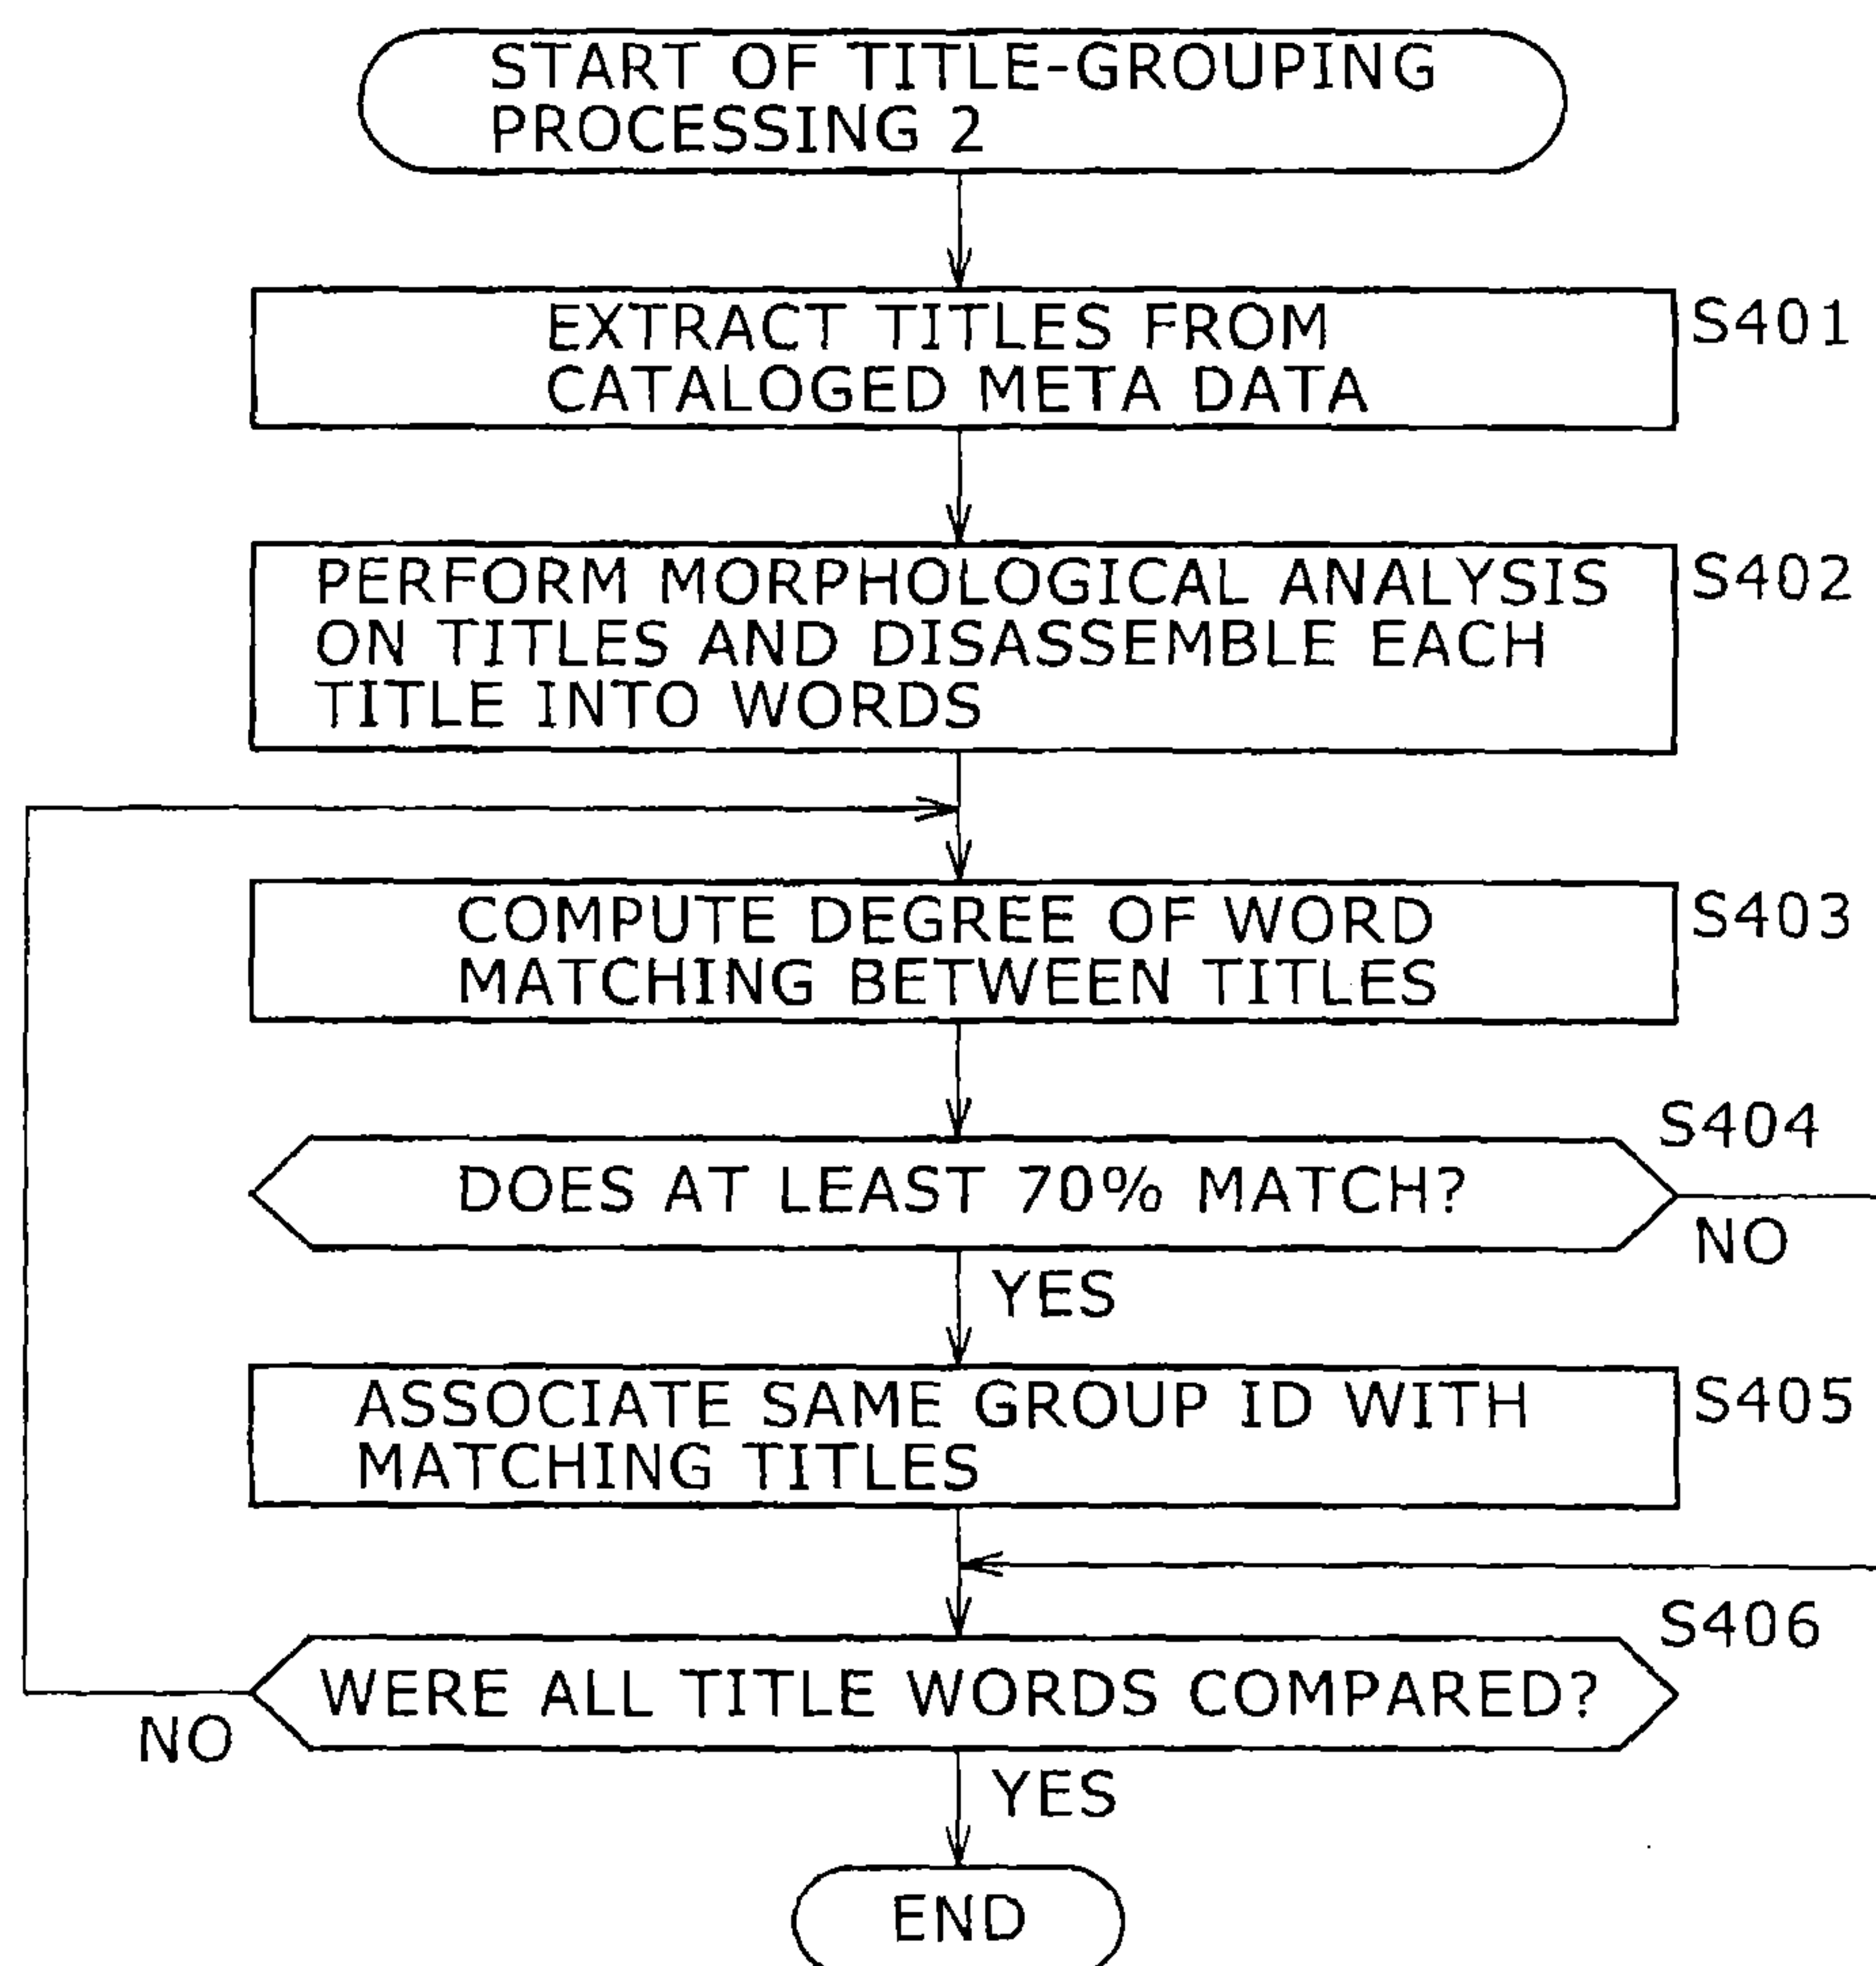 START OF TITLE-GROUPING
PROCESSING 2
EXTRACT TITLES FROM
CATALOGED META DATA
S401
PERFORM MORPHOLOGICAL ANALYSIS
ON TITLES AND DISASSEMBLE EACH
TITLE INTO WORDS
S402
COMPUTE DEGREE OF WORD
MATCHING BETWEEN TITLES
S403
S404
DOES AT LEAST 70% MATCH?
NO
YES
ASSOCIATE SAME GROUP ID WITH
MATCHING TITLES
S405
S406
WERE ALL TITLE WORDS COMPARED?
NO
YES
END